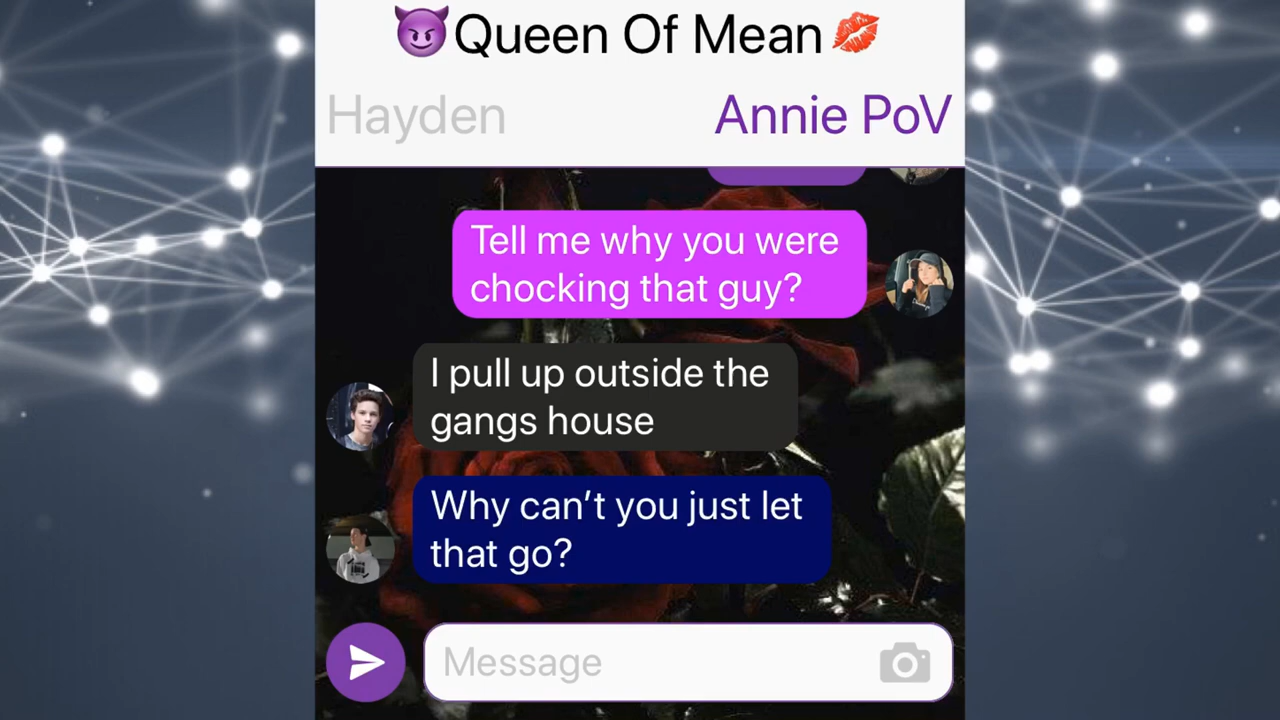 😈Queen Of Mean💋
Hayden
Annie PoV
Tell me why you were
chocking that guy?
I pull up outside the
gangs house
Why can't you just let
that go?
Message